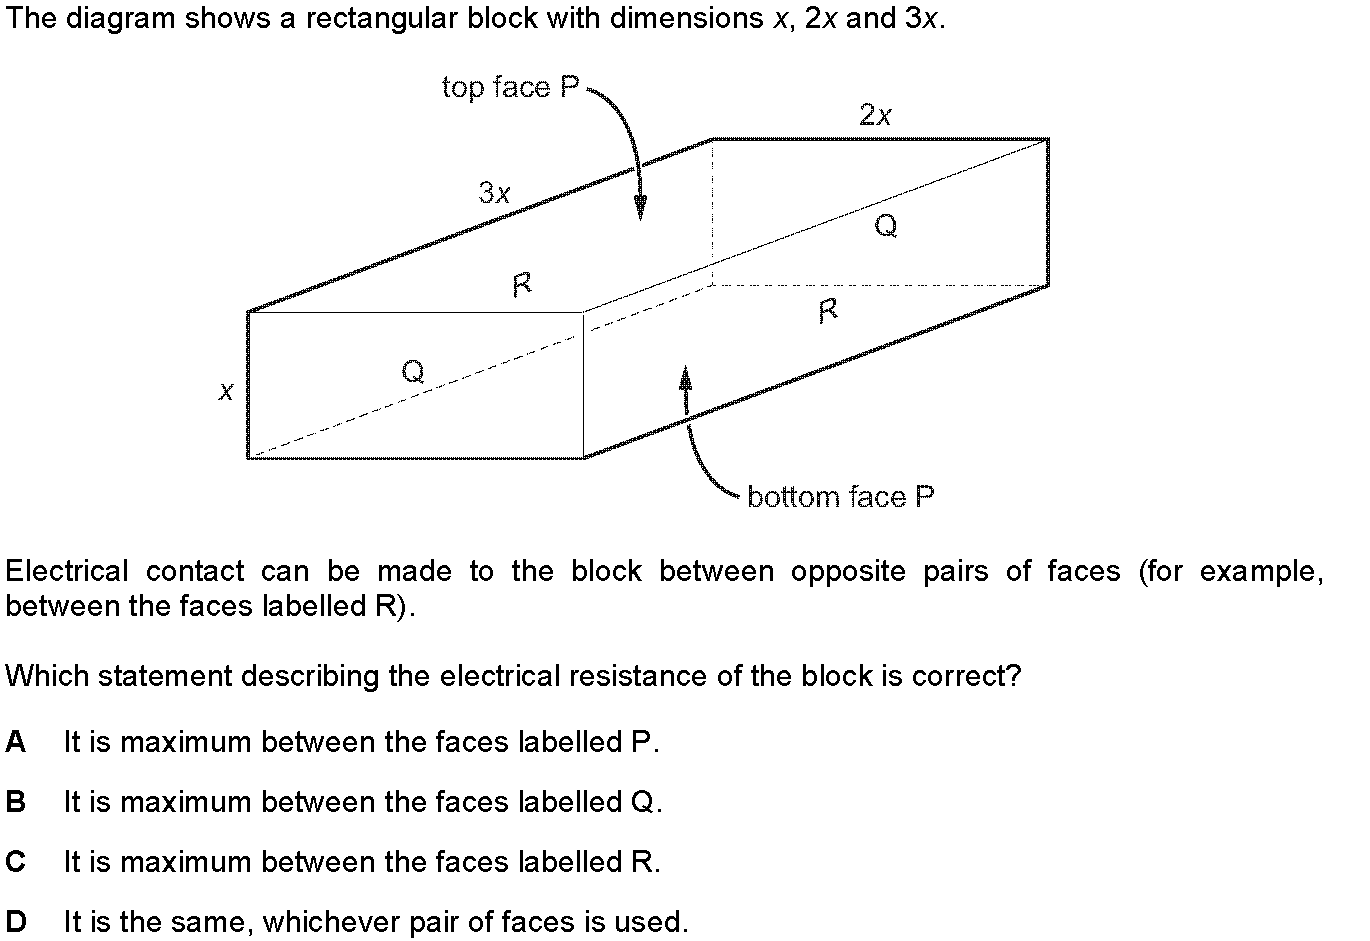 The diagram shows a rectangular block with dimensions x, 2x and 3x.
top face P
2x
3x
Q
R
R
Q
x
bottom face P
Electrical contact can be made to the block between opposite pairs of faces (for example,
between the faces labelled R).
Which statement describing the electrical resistance of the block is correct?
A It is maximum between the faces labelled P.
B It is maximum between the faces labelled Q.
C It is maximum between the faces labelled R.
D It is the same, whichever pair of faces is used.